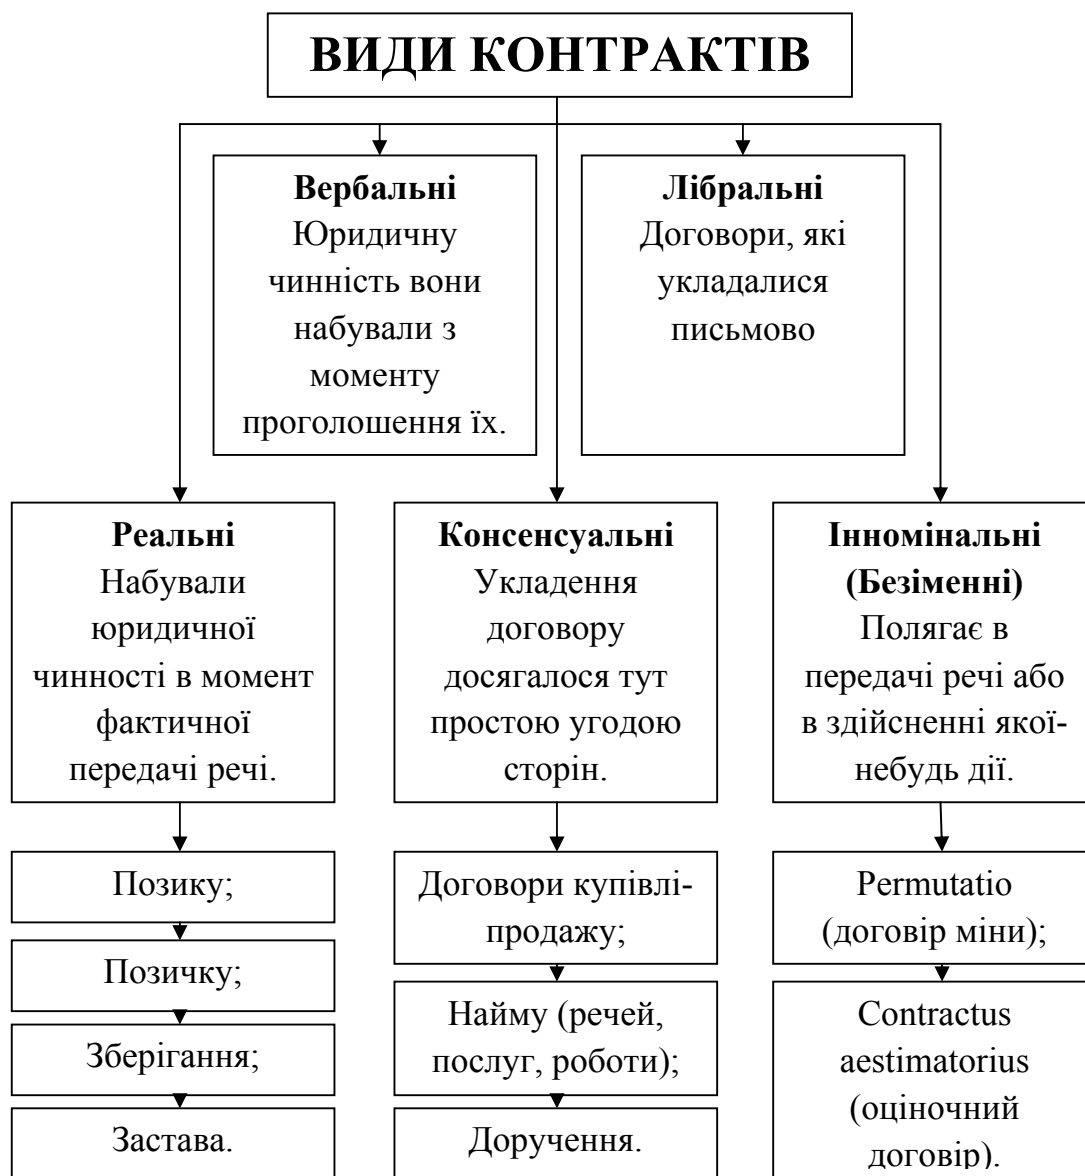 ВИДИ КОНТРАКТІВ
Вербальні
Юридичну
чинність вони
набували з
моменту
проголошення їх.
Лібральні
Договори, які
укладалися
письмово
Реальні
Набували
юридичної
чинності в момент
фактичної
передачі речі.
Консенсуальні
Укладення
договору
досягалося тут
простою угодою
сторін.
Інномінальні
(Безіменні)
Полягає в
передачі речі або
в здійсненні якої-
небудь дії.
Позику;
Позичку;
Зберігання;
Застава.
Договори купівлі-
продажу;
Найму (речей,
послуг, роботи);
Доручення.
Permutatio
(договір міни);
Contractus
aestimatorius
(оціночний
договір).